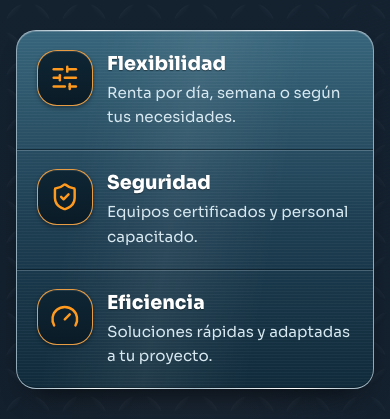 Flexibilidad
Renta por día, semana o según
tus necesidades.
Seguridad
Equipos certificados y personal
capacitado.
Eficiencia
Soluciones rápidas y adaptadas
a tu proyecto.